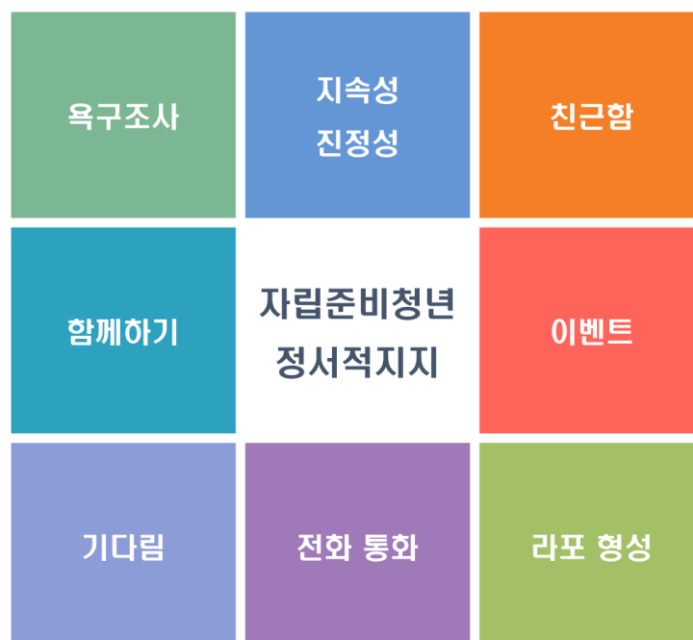 욕구조사
지속성
진정성
친근함
함께하기
자립준비청년
정서적지지
이벤트
기다림
전화 통화
라포 형성